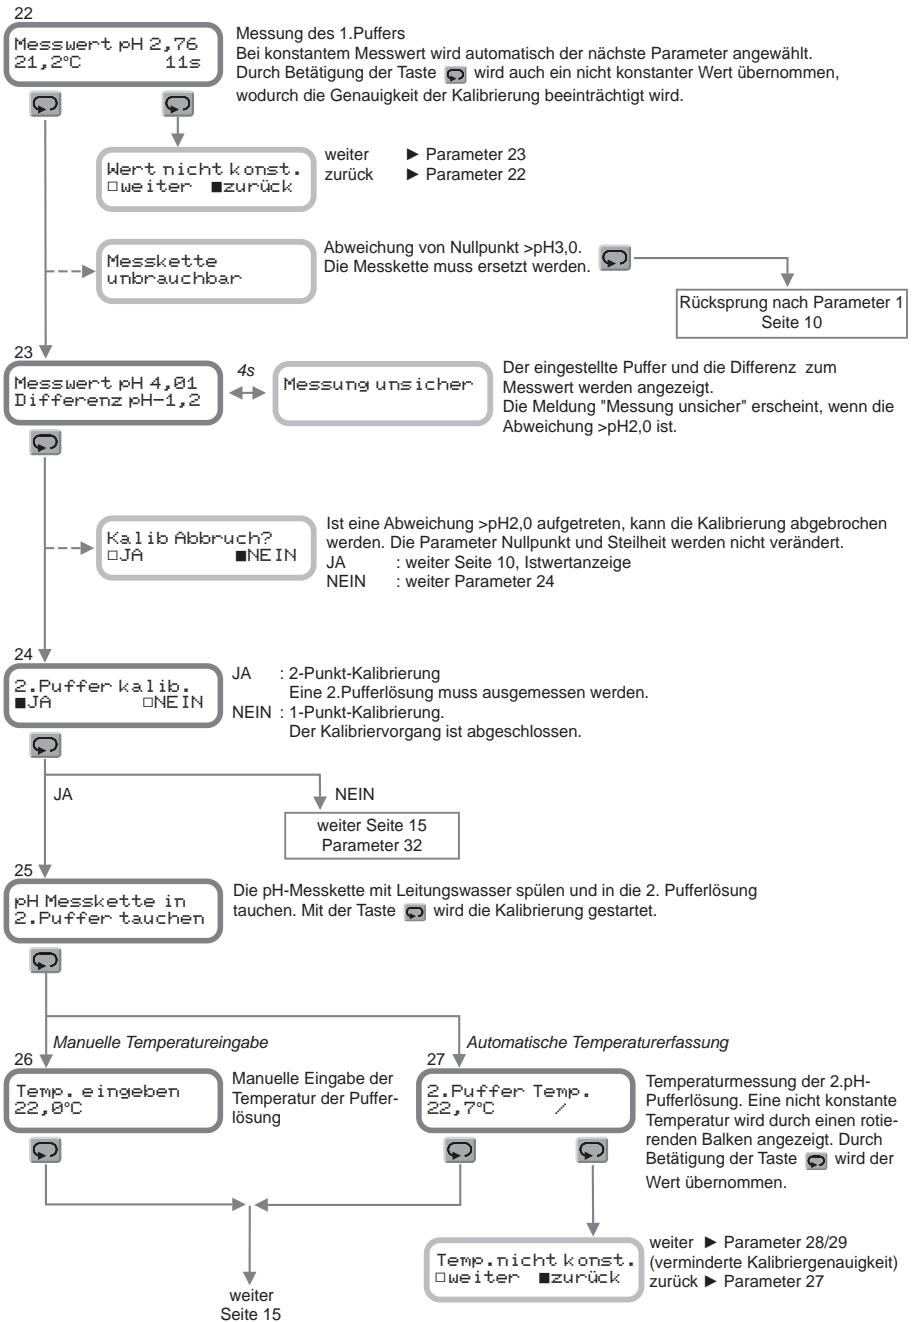 22
Messwert pH 2,76
21,2°C 11s
Messung des 1.Puffers
Bei konstantem Messwert wird automatisch der nächste Parameter angewählt.
Durch Betätigung der Taste wird auch ein nicht konstanter Wert übernommen,
wodurch die Genauigkeit der Kalibrierung beeinträchtigt wird.
Wert nicht konst.
□weiter ■zurück
weiter ► Parameter 23
zurück ► Parameter 22
Messkette
unbrauchbar
Abweichung von Nullpunkt >pH3,0.
Die Messkette muss ersetzt werden.
Rücksprung nach Parameter 1
Seite 10
23
Messwert pH 4,01
Differenz pH-1,2
4s
Messung unsicher
Der eingestellte Puffer und die Differenz zum
Messwert werden angezeigt.
Die Meldung "Messung unsicher" erscheint, wenn die
Abweichung >pH2,0 ist.
Kalib Abbruch?
□JA ■NEIN
Ist eine Abweichung >pH2,0 aufgetreten, kann die Kalibrierung abgebrochen
werden. Die Parameter Nullpunkt und Steilheit werden nicht verändert.
JA : weiter Seite 10, Istwertanzeige
NEIN : weiter Parameter 24
24
2.Puffer kalib.
■JA □NEIN
JA : 2-Punkt-Kalibrierung
Eine 2.Pufferlösung muss ausgemessen werden.
NEIN : 1-Punkt-Kalibrierung.
Der Kalibriervorgang ist abgeschlossen.
JA
NEIN
weiter Seite 15
Parameter 32
25
pH Messkette in
2.Puffer tauchen
Die pH-Messkette mit Leitungswasser spülen und in die 2. Pufferlösung
tauchen. Mit der Taste wird die Kalibrierung gestartet.
Manuelle Temperatureingabe
26
Temp. eingeben
22,0°C
Manuelle Eingabe der
Temperatur der Puffer-
lösung
Automatische Temperaturerfassung
27
2.Puffer Temp.
22,7°C /
Temperaturmessung der 2.pH-
Pufferlösung. Eine nicht konstante
Temperatur wird durch einen rotie-
renden Balken angezeigt. Durch
Betätigung der Taste wird der
Wert übernommen.
Temp.nicht konst.
□weiter ■zurück
weiter ► Parameter 28/29
(verminderte Kalibriergenauigkeit)
zurück ► Parameter 27
weiter
Seite 15